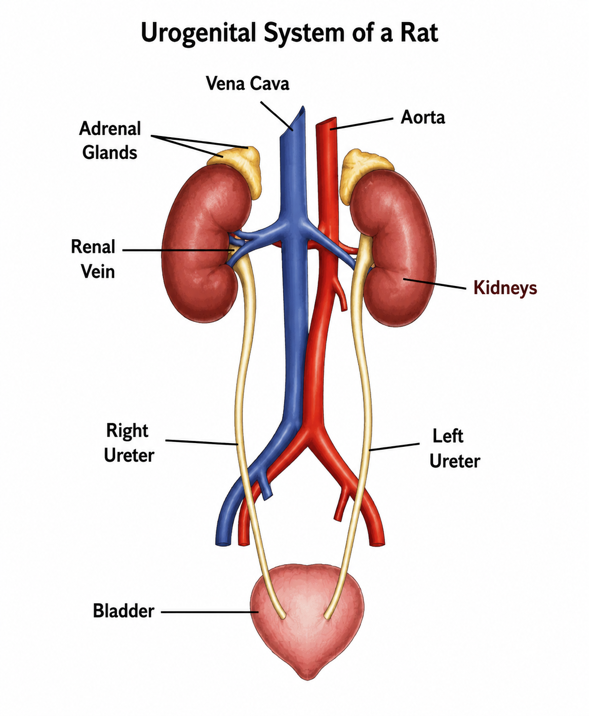 Urogenital System of a Rat
Vena Cava
Aorta
Adrenal
Glands
Renal
Vein
Kidneys
Right
Ureter
Left
Ureter
Bladder